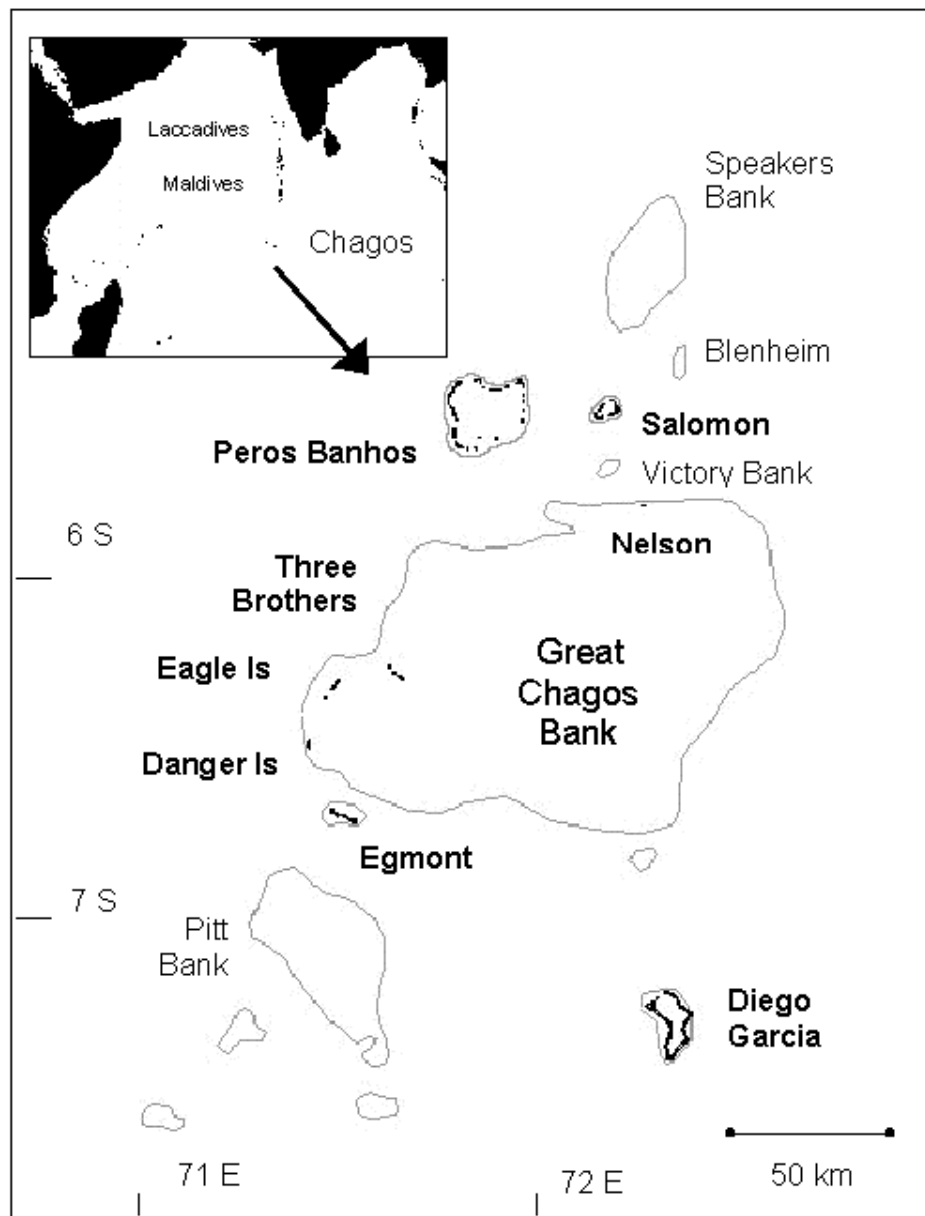 Laccadives
Maldives
Chagos
Speakers
Bank
Blenheim
Salomon
Peros Banhos
Victory Bank
6 S
Nelson
Three
Brothers
Eagle Is
Great
Chagos
Bank
Danger Is
Egmont
7 S
Pitt
Bank
Diego
Garcia
71 E
72 E
50 km